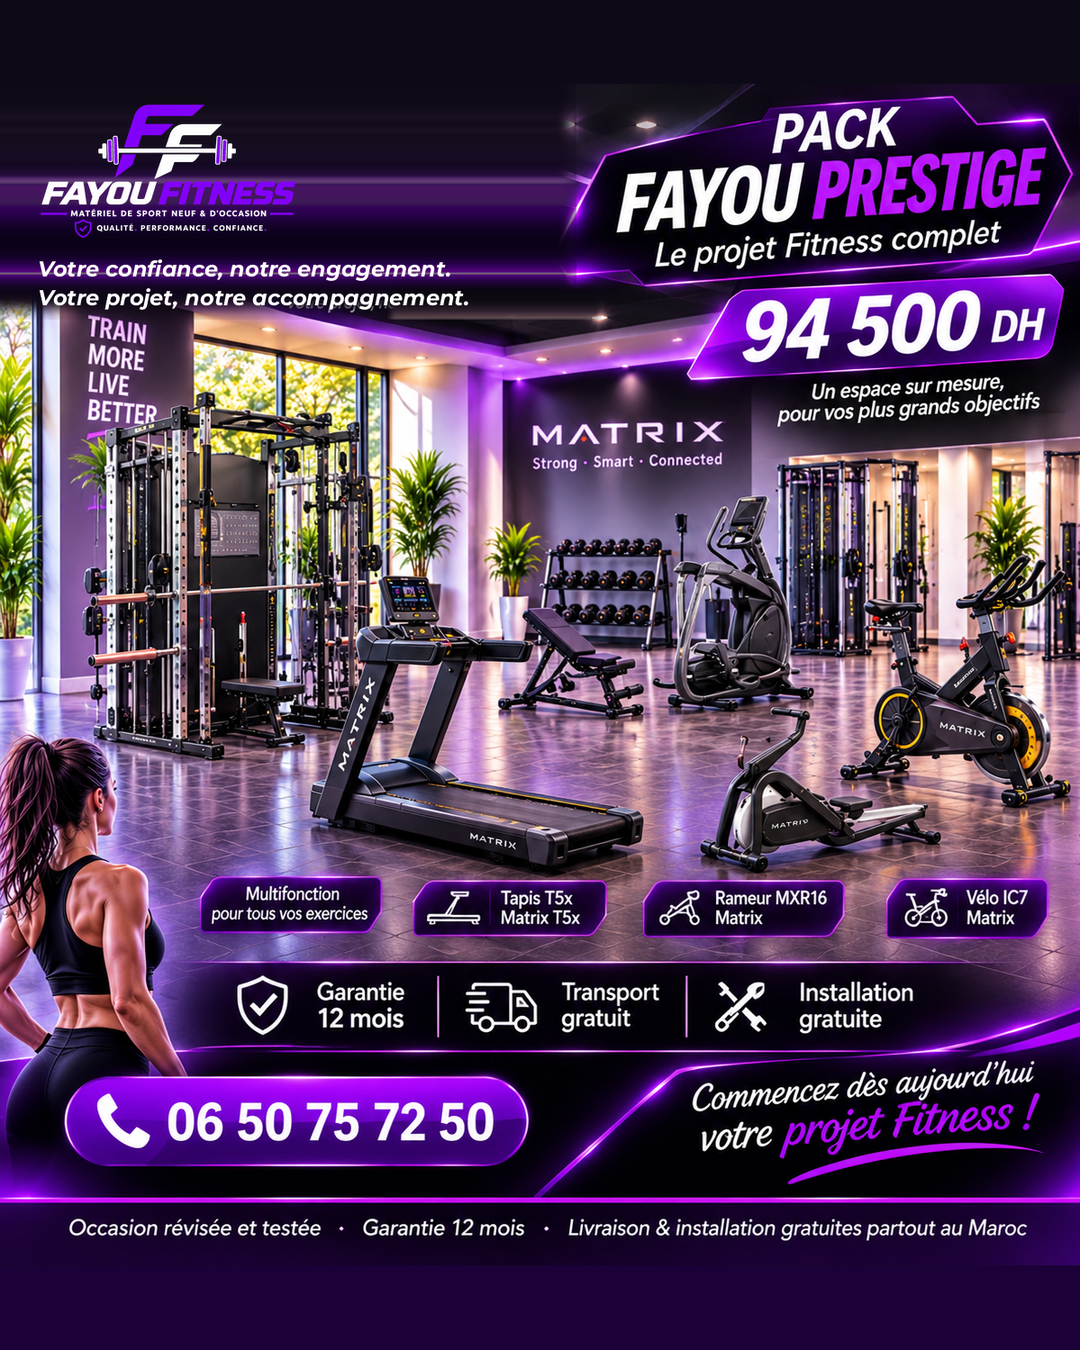 FF
FAYOU FITNESS
MATÉRIEL DE SPORT NEUF & D'OCCASION
QUALITÉ. PERFORMANCE. CONFIANCE.
Votre confiance, notre engagement.
Votre projet, notre accompagnement.
PACK
FAYOU PRESTIGE
Le projet Fitness complet
94 500 DH
Un espace sur mesure,
pour vos plus grands objectifs
TRAIN
MORE
LIVE
BETTER
MATRIX
Strong · Smart · Connected
MATRIX
MATRIX
MATRIX
MATRIX
Multifonction
pour tous vos exercices
Tapis T5x
Matrix T5x
Rameur MXR16
Matrix
Vélo IC7
Matrix
Garantie
12 mois
Transport
gratuit
Installation
gratuite
06 50 75 72 50
Commencez dès aujourd'hui
votre projet Fitness !
Occasion révisée et testée · Garantie 12 mois · Livraison & installation gratuites partout au Maroc